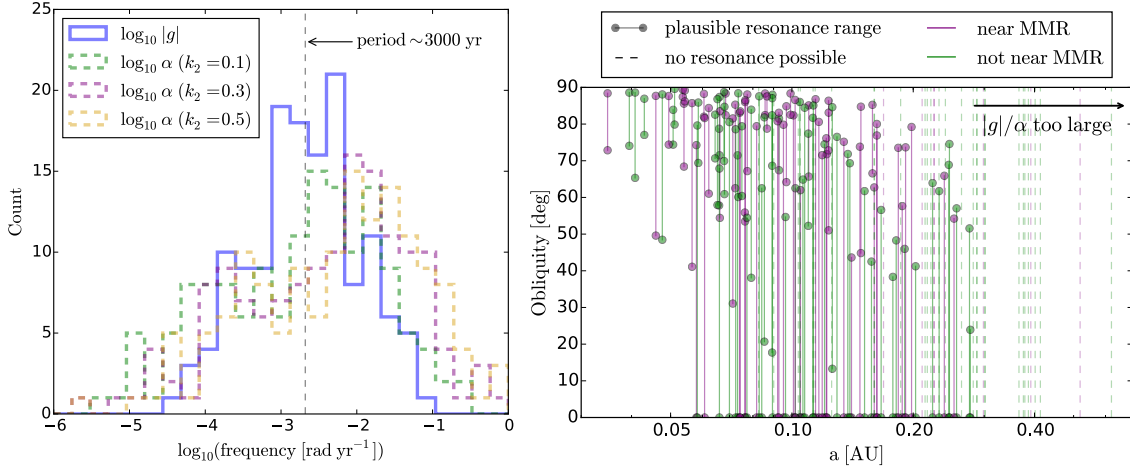 log₁₀ |g|
log₁₀ α (k₂ =0.1)
log₁₀ α (k₂ =0.3)
log₁₀ α (k₂ =0.5)
period ∼3000 yr
25
20
15
10
5
0
Count
−6
−5
−4
−3
−2
−1
−0
log₁₀(frequency [rad yr⁻¹)
plausible resonance range
no resonance possible
near MMR
not near MMR
|g|/α too large
90
80
70
60
50
40
30
20
10
0
Obliquity [deg]
0.05
0.10
0.20
0.40
a [AU]